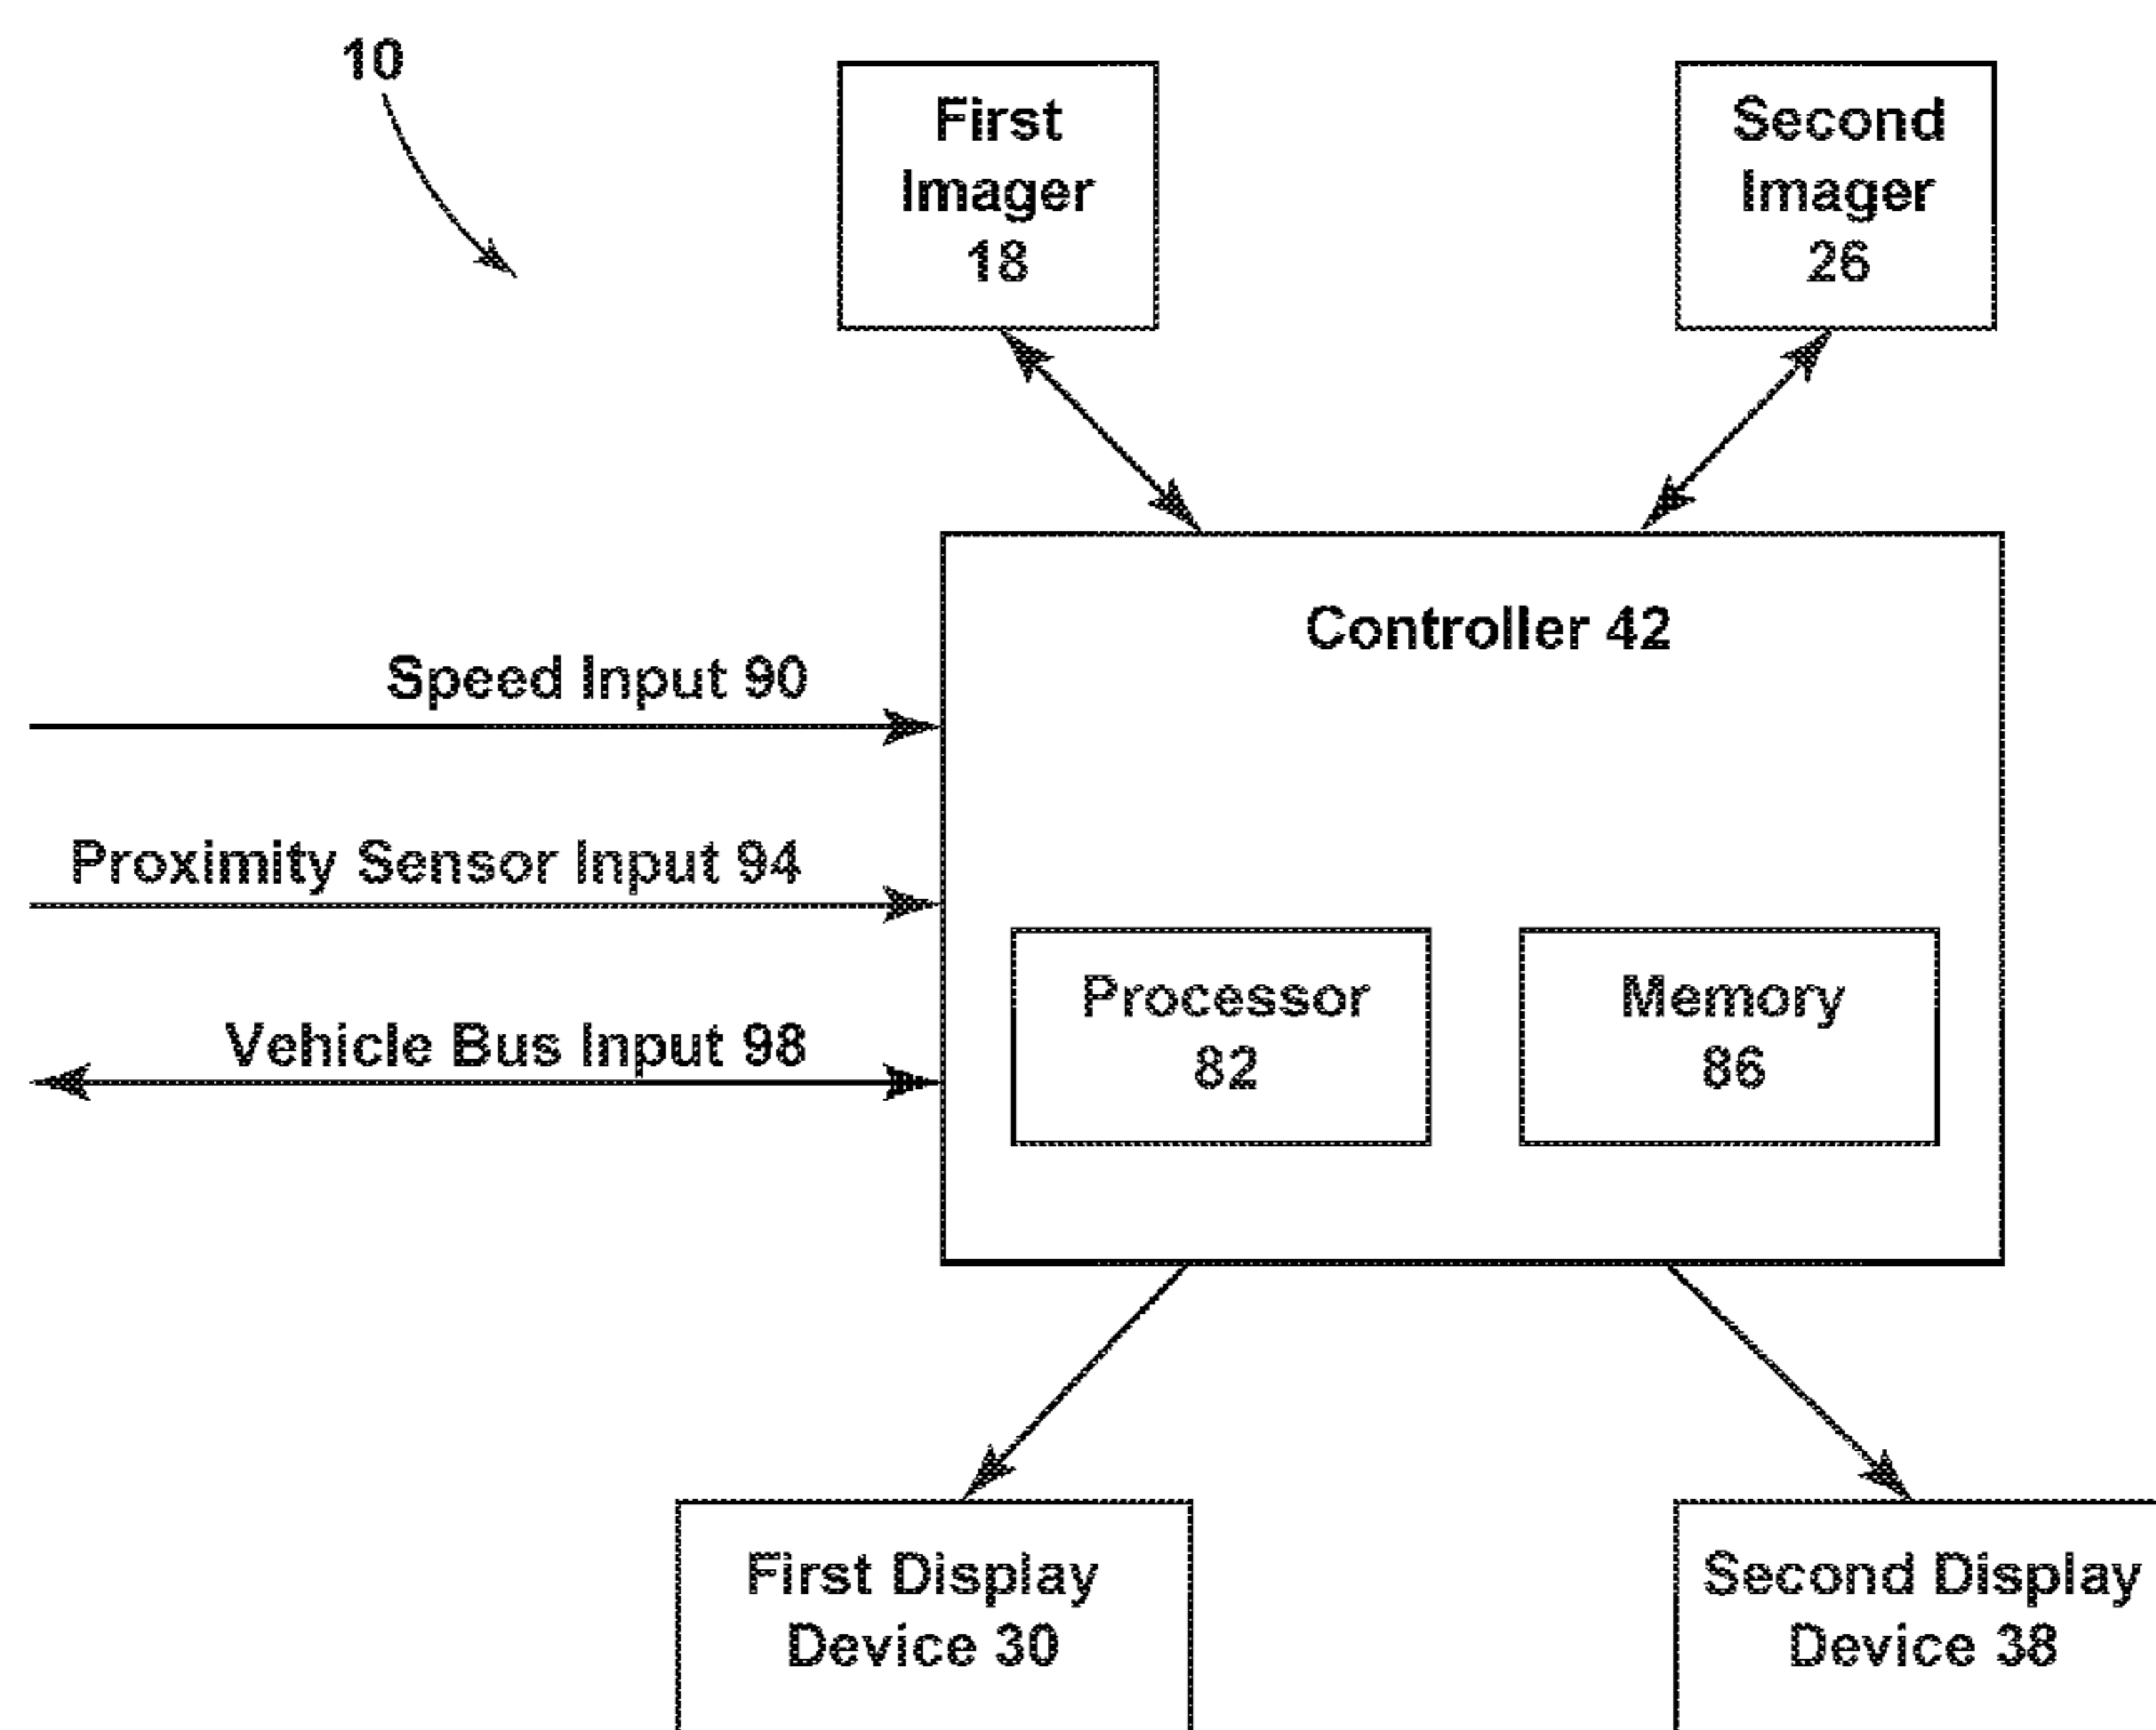 10
First
Imager
18
Second
Imager
26
Controller 42
Speed Input 90
Proximity Sensor Input 94
Vehicle Bus Input 98
Processor
82
Memory
86
First Display
Device 30
Second Display
Device 38